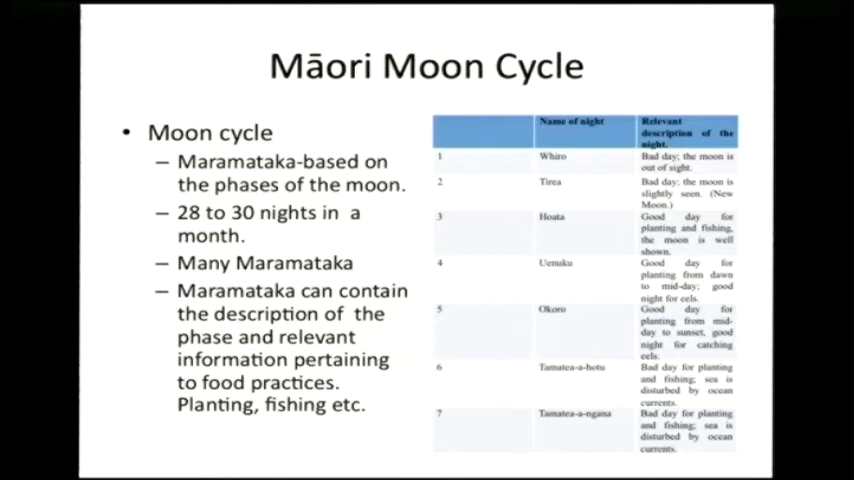 Māori Moon Cycle
• Moon cycle
– Maramataka-based on
the phases of the moon.
– 28 to 30 nights in a
month.
– Many Maramataka
– Maramataka can contain
the description of the
phase and relevant
information pertaining
to food practices.
Planting, fishing etc.
Name of night
Relevant
description of the
night.
1
Whiro
Bad day; the moon is
out of sight.
2
Tirea
Bad day; the moon is
slightly seen. (New
Moon.)
3
Hoata
Good day for
planting and fishing,
the moon is well
shown.
4
Uenuku
Good day for
planting from dawn
to mid-day; good
night for eels.
5
Okoro
Good day for
planting from mid-
day to sunset, good
night for catching
eels.
6
Tamatea-a-hotu
Bad day for planting
and fishing; sea is
disturbed by ocean
currents.
7
Tamatea-a-ngana
Bad day for planting
and fishing; sea is
disturbed by ocean
currents.